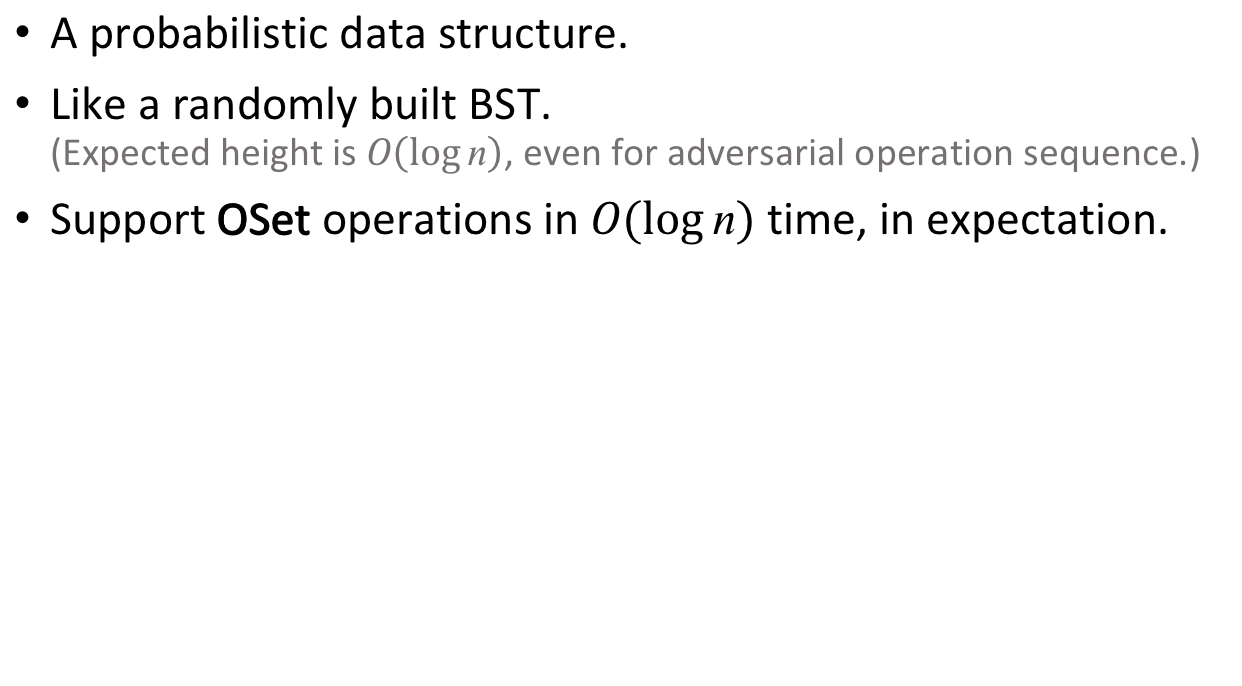 • A probabilistic data structure.
• Like a randomly built BST.
(Expected height is O(log n), even for adversarial operation sequence.)
• Support OSet operations in O(log n) time, in expectation.